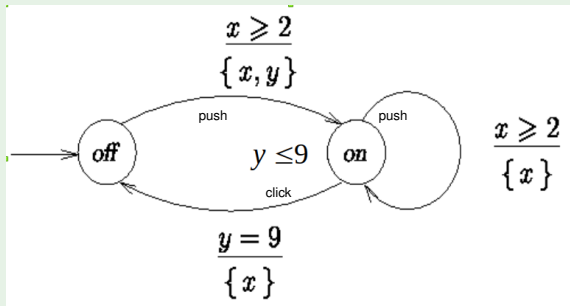 x ⩾ 2
{ x, y }
push
push
off
y ≤9
on
x ⩾ 2
{ x }
click
y = 9
{ x }